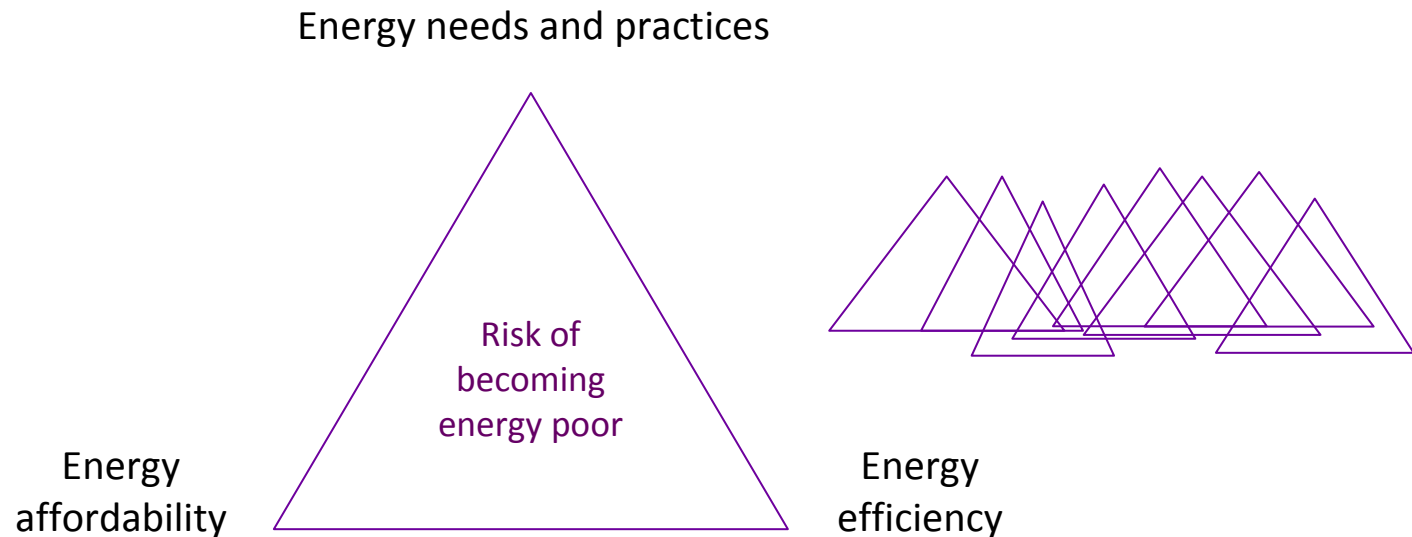 Energy needs and practices
Risk of
becoming
energy poor
Energy
affordability
Energy
efficiency